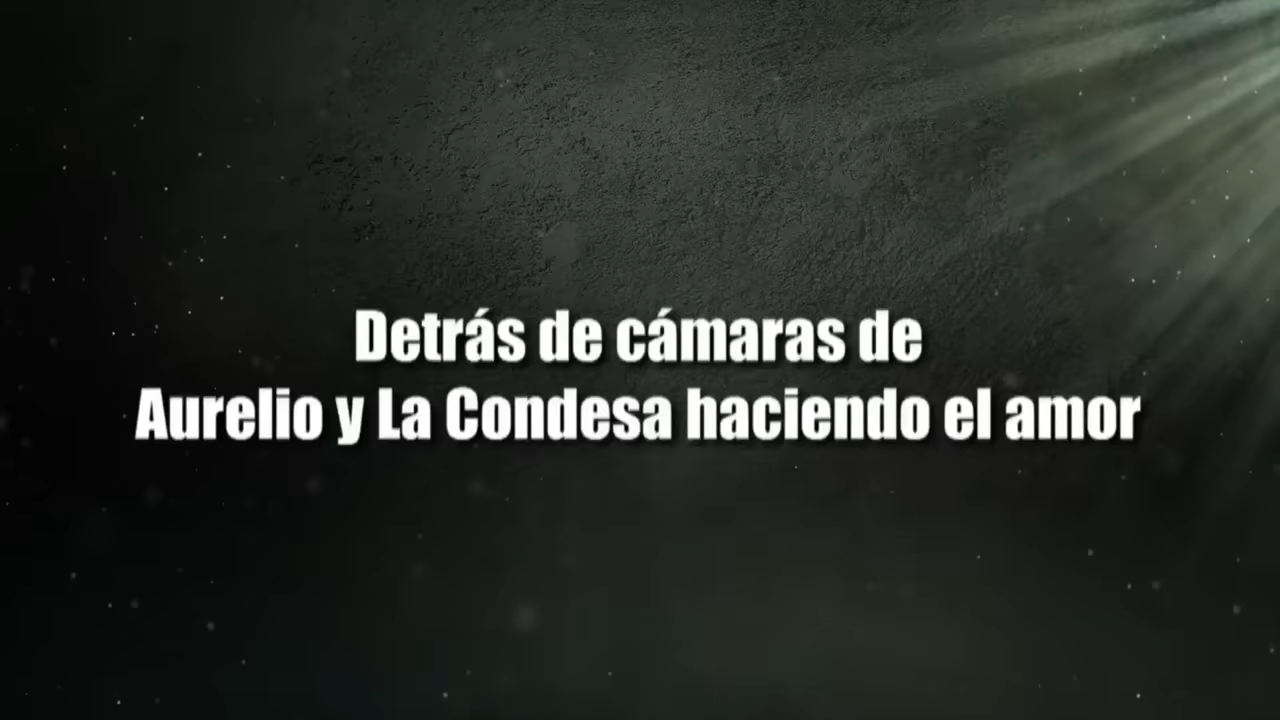 Detrás de cámaras de
Aurelio y La Condesa haciendo el amor